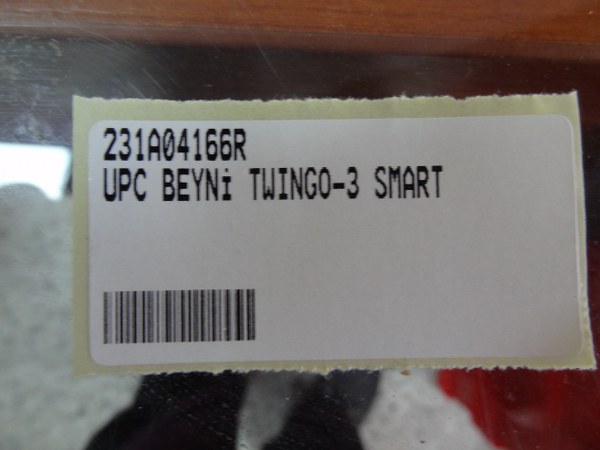 231A04166R
UPC BEYNİ TWINGO-3 SMART